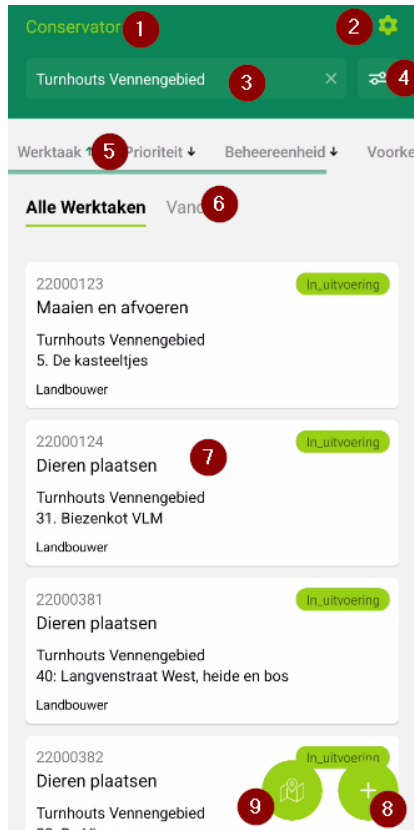 Conservator 1 2
Turnhouts Vennengebied 3 × 4
Werktaak ↑ 5 Prioriteit ↓ Beheereenheid ↓ Voorke
Alle Werktaken Vand 6
22000123 In_uitvoering
Maaien en afvoeren
Turnhouts Vennengebied
5. De kasteeltjes
Landbouwer
22000124 In_uitvoering
Dieren plaatsen 7
Turnhouts Vennengebied
31. Biezenkot VLM
Landbouwer
22000381 In_uitvoering
Dieren plaatsen
Turnhouts Vennengebied
40: Langvenstraat West, heide en bos
Landbouwer
22000382 In_uitvoering
Dieren plaatsen
9 + 8
Turnhouts Vennengebied